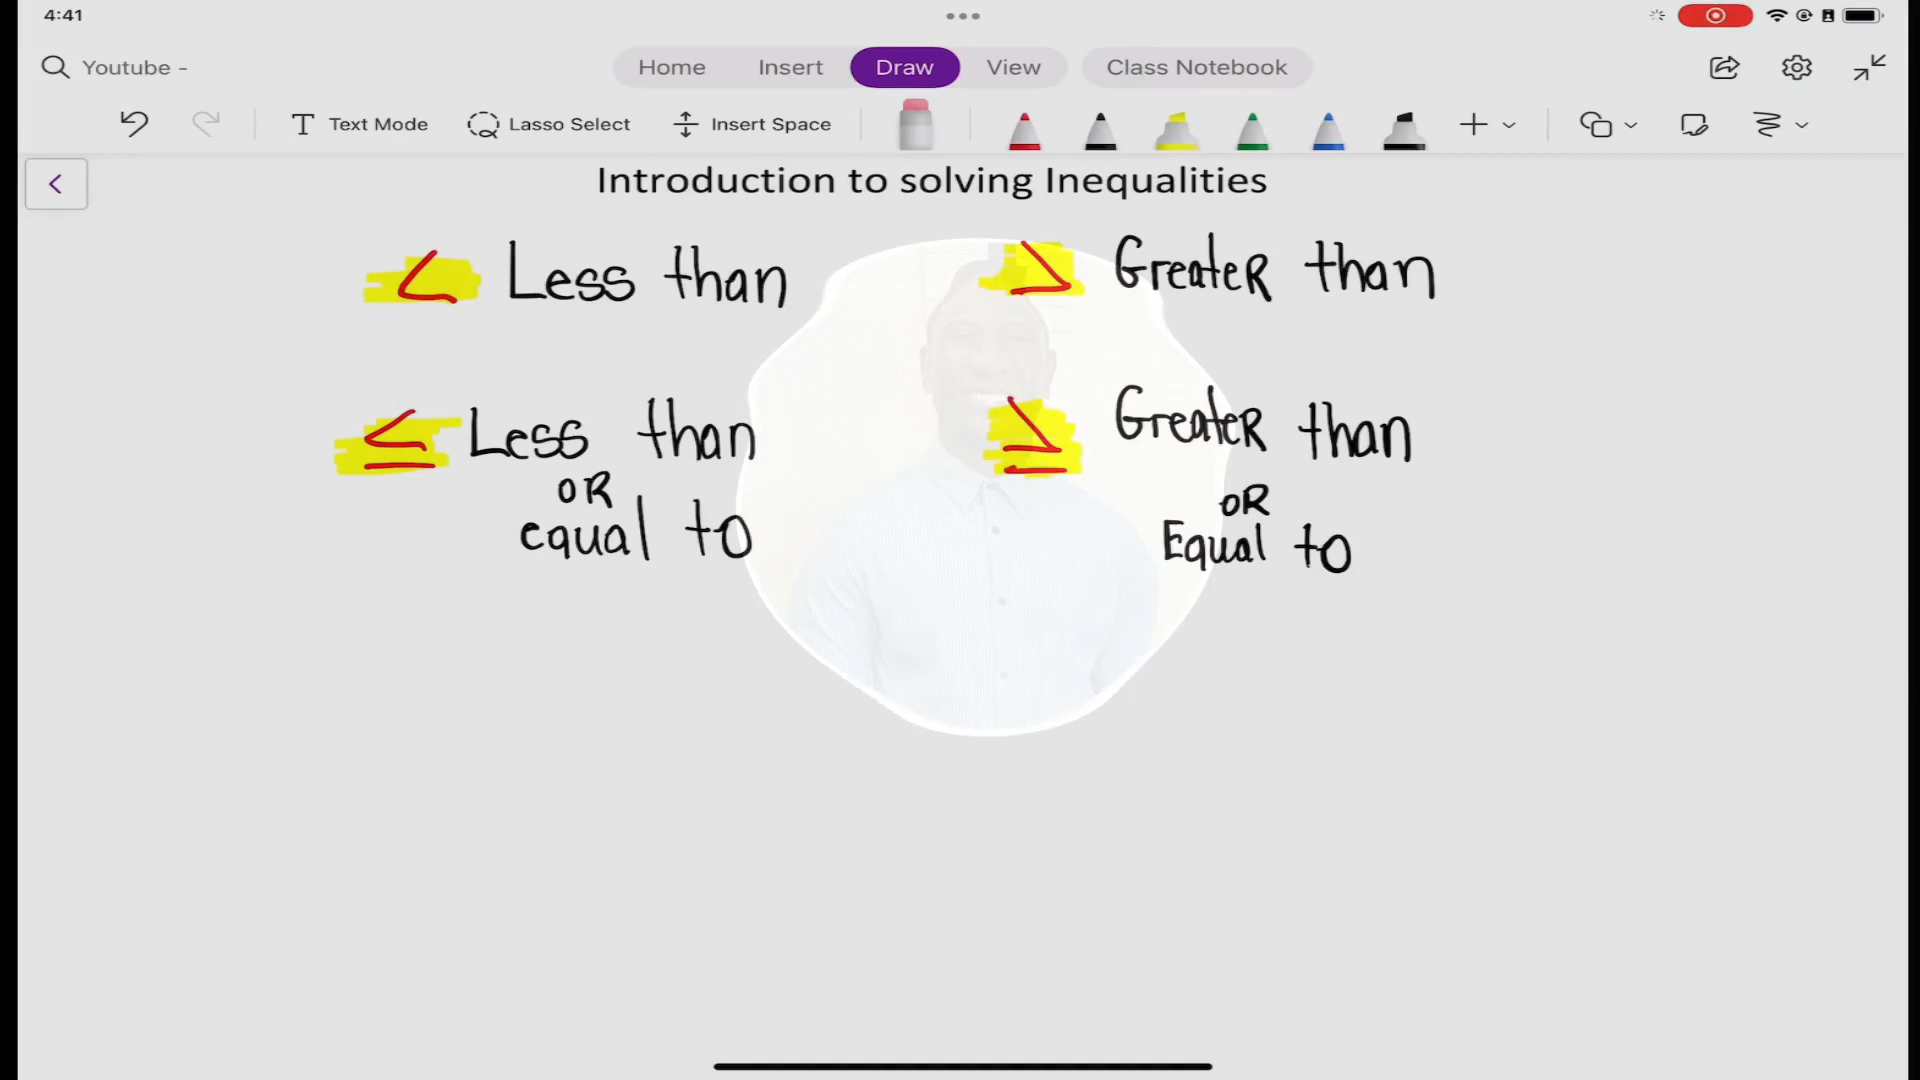 4:41
Youtube -
Home Insert Draw View Class Notebook
Text Mode Lasso Select Insert Space
Introduction to solving Inequalities
< Less than
> Greater than
≤ Less than
OR
equal to
≥ Greater than
OR
Equal to